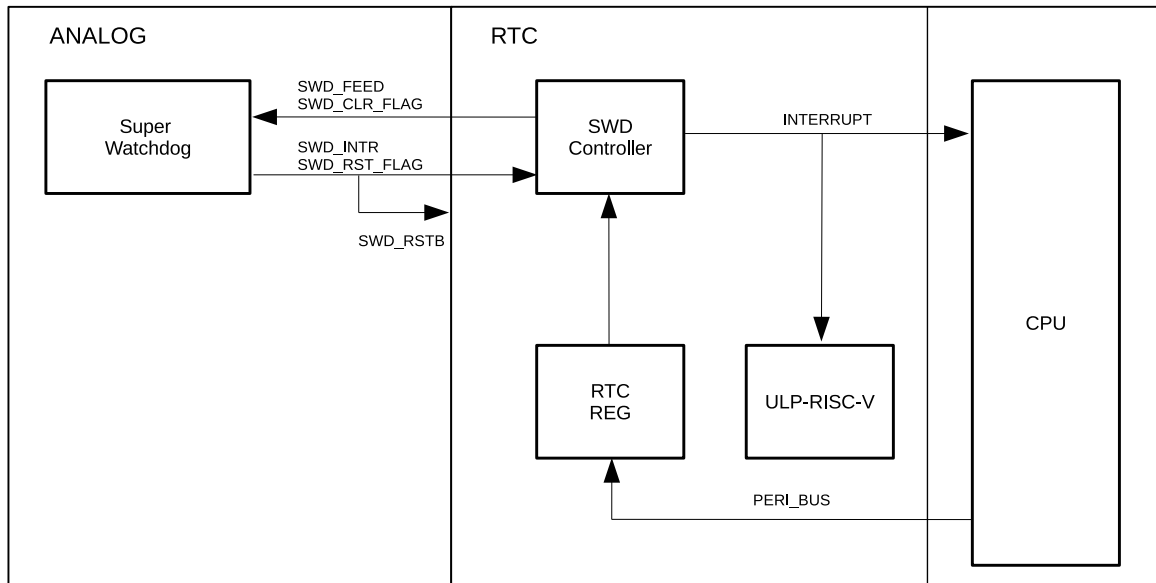 ANALOG
RTC
SWD_FEED
SWD_CLR_FLAG
Super
Watchdog
SWD_INTR
SWD_RST_FLAG
SWD_RSTB
SWD
Controller
INTERRUPT
CPU
RTC
REG
ULP-RISC-V
PERI_BUS